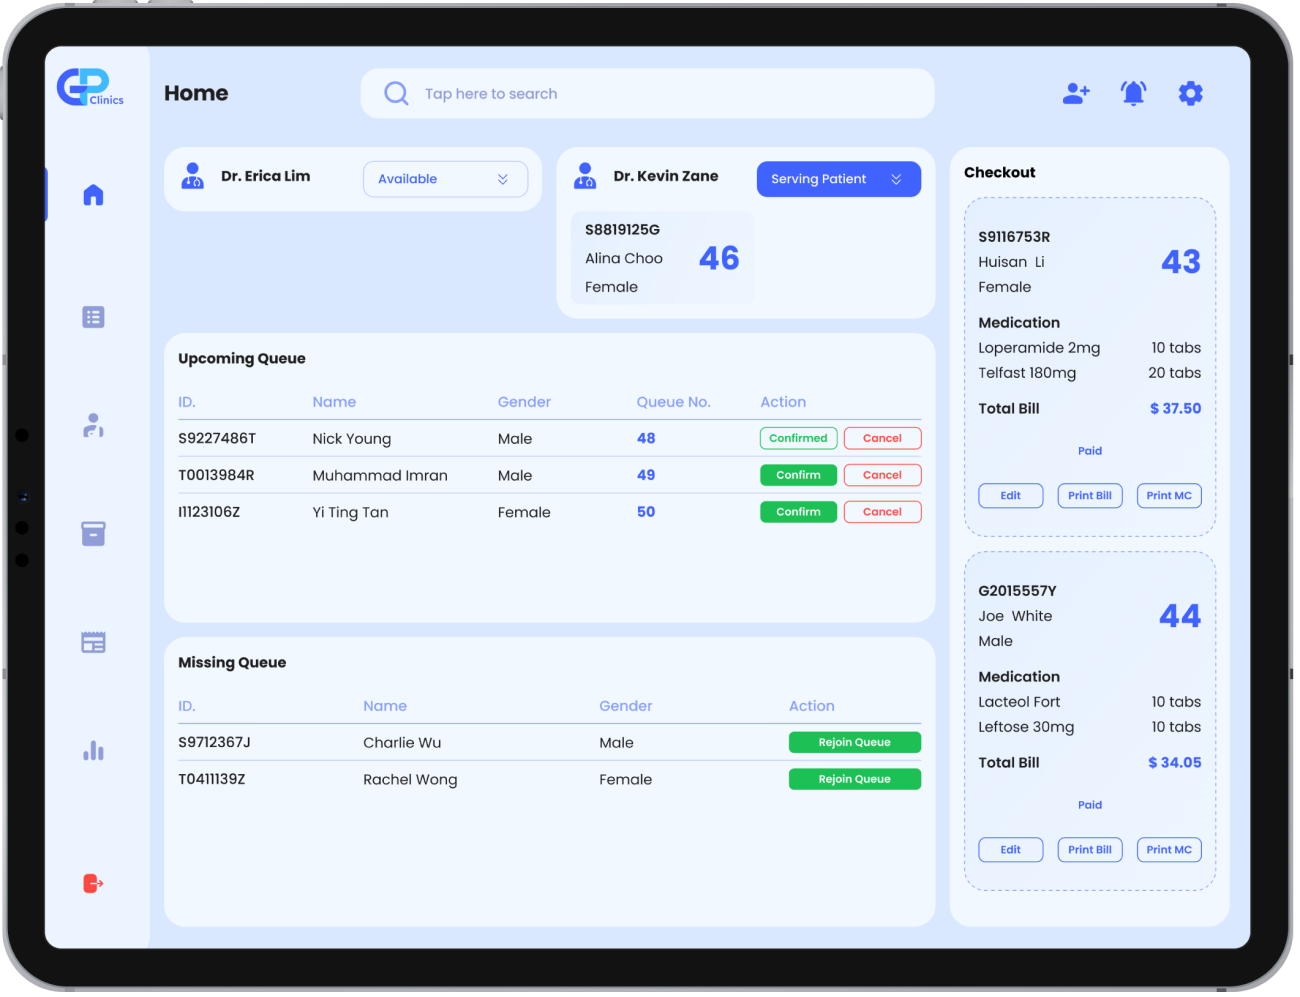 GP Clinics
Home
Tap here to search
Dr. Erica Lim
Available
Dr. Kevin Zane
Serving Patient
S8819125G
Alina Choo
Female
46
Upcoming Queue
ID. Name Gender Queue No. Action
S9227486T Nick Young Male 48 Confirmed Cancel
T0013984R Muhammad Imran Male 49 Confirm Cancel
I1123106Z Yi Ting Tan Female 50 Confirm Cancel
Missing Queue
ID. Name Gender Action
S9712367J Charlie Wu Male Rejoin Queue
T0411139Z Rachel Wong Female Rejoin Queue
Checkout
S9116753R
Huisan Li
Female
43
Medication
Loperamide 2mg 10 tabs
Telfast 180mg 20 tabs
Total Bill $ 37.50
Paid
Edit Print Bill Print MC
G2015557Y
Joe White
Male
44
Medication
Lacteol Fort 10 tabs
Leftose 30mg 10 tabs
Total Bill $ 34.05
Paid
Edit Print Bill Print MC